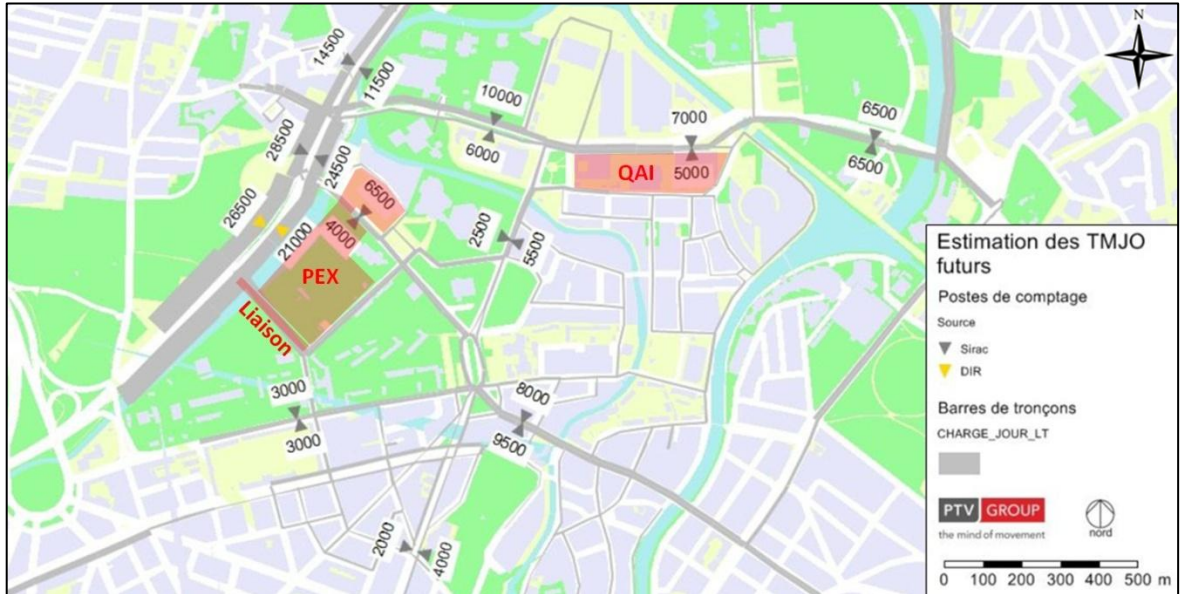 N
14500
11500
10000
6000
7000
5000
6500
6500
28500
24500
QAI
26500
21000
6500
4000
2500
5500
PEX
Liaison
3000
3000
8000
9500
2000
4000
Estimation des TMJO
futurs
Postes de comptage
Source
Sirac
DIR
Barres de tronçons
CHARGE_JOUR_LT
PTV GROUP
the mind of movement
nord
0 100 200 300 400 500 m